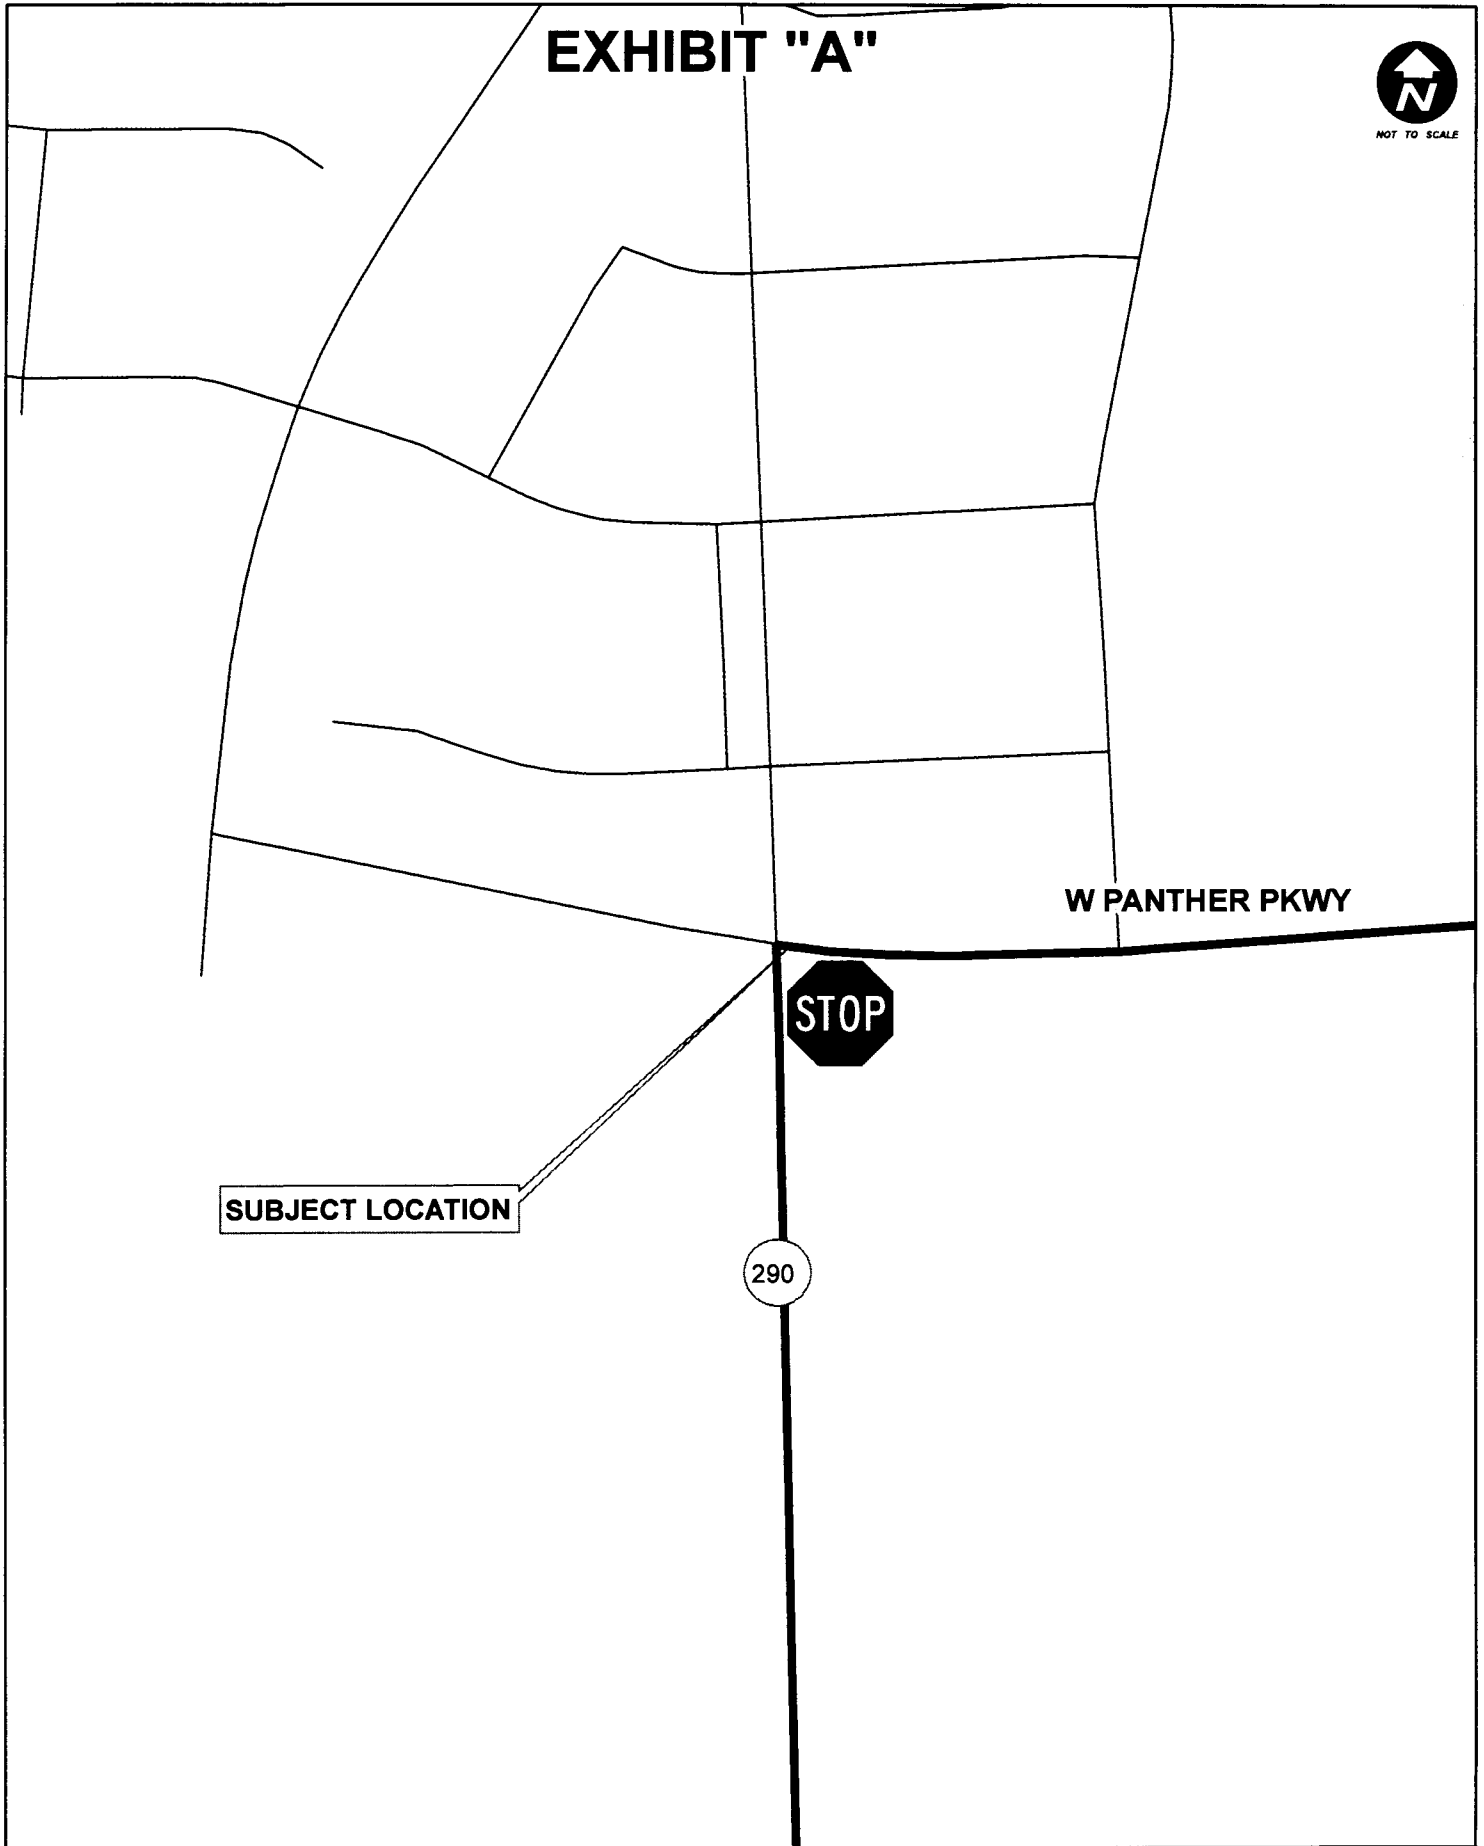 EXHIBIT "A"
N
NOT TO SCALE
W PANTHER PKWY
STOP
SUBJECT LOCATION
290